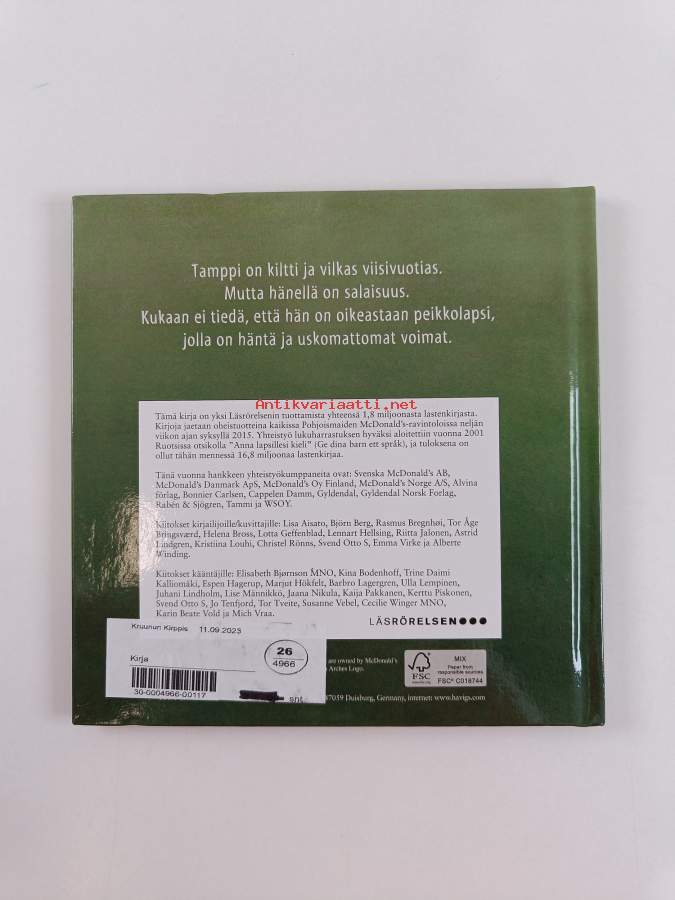 Tamppi on kiltti ja vilkas viisivuotias.
Mutta hänellä on salaisuus.
Kukaan ei tiedä, että hän on oikeastaan peikkolapsi,
jolla on häntä ja uskomattomat voimat.
Antikvariaatti.net
Tämä kirja on yksi Läsrörelsenin tuottamista yhteensä 1,8 miljoonasta lastenkirjasta.
Kirjoja jaetaan oheistuotteina kaikissa Pohjoismaiden McDonald's-ravintoloissa neljän
viikon ajan syksyllä 2015. Yhteistyö lukuharrastuksen hyväksi aloitettiin vuonna 2001
Ruotsissa otsikolla "Anna lapsillesi kieli" (Ge dina barn ett språk), ja tuloksena on
ollut tähän mennessä 16,8 miljoonaa lastenkirjaa.
Tänä vuonna hankkeen yhteistyökumppaneita ovat: Svenska McDonald's AB,
McDonald's Danmark ApS, McDonald's Oy Finland, McDonald's Norge A/S, Alvina
förlag, Bonnier Carlsen, Cappelen Damm, Gyldendal, Gyldendal Norsk Forlag,
Rabén & Sjögren, Tammi ja WSOY.
Kiitokset kirjailijoille/kuvittajille: Lisa Aisato, Björn Berg, Rasmus Bregnhøi, Tor Åge
Bringsværd, Helena Bross, Lotta Geffenblad, Lennart Hellsing, Riitta Jalonen, Astrid
Lindgren, Kristiina Louhi, Christel Rönns, Svend Otto S, Emma Virke ja Alberte
Winding.
Kiitokset kääntäjille: Elisabeth Bjørnson MNO, Kina Bodenhoff, Trine Daimi
Kalliomäki, Espen Hagerup, Marjut Hökfelt, Barbro Lagergren, Ulla Lempinen,
Juhani Lindholm, Lise Männikkö, Jaana Nikula, Kaija Pakkanen, Kerttu Piskonen,
Svend Otto S, Jo Tenfjord, Tor Tveite, Susanne Vebel, Cecilie Winger MNO,
Karin Beate Vold ja Mich Vraa.
LÄSRÖRELSEN●●●
Kruunun Kirppis 11.09.2023
26
4966
Kirja
30-0004966-00117
ant
are owned by McDonald's
Arches Logo.
FSC
MIX
Paper from
responsible sources
FSC® C018744
47059 Duisburg, Germany, internet: www.havigs.com